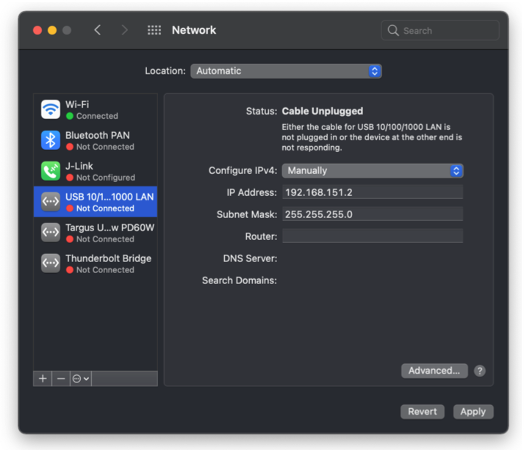 Network
Search
Location: Automatic
Wi-Fi
Connected
Bluetooth PAN
Not Connected
J-Link
Not Configured
USB 10/1...1000 LAN
Not Connected
Targus U...w PD60W
Not Connected
Thunderbolt Bridge
Not Connected
Status: Cable Unplugged
Either the cable for USB 10/100/1000 LAN is
not plugged in or the device at the other end is
not responding.
Configure IPv4: Manually
IP Address: 192.168.151.2
Subnet Mask: 255.255.255.0
Router:
DNS Server:
Search Domains:
Advanced... ?
Revert Apply